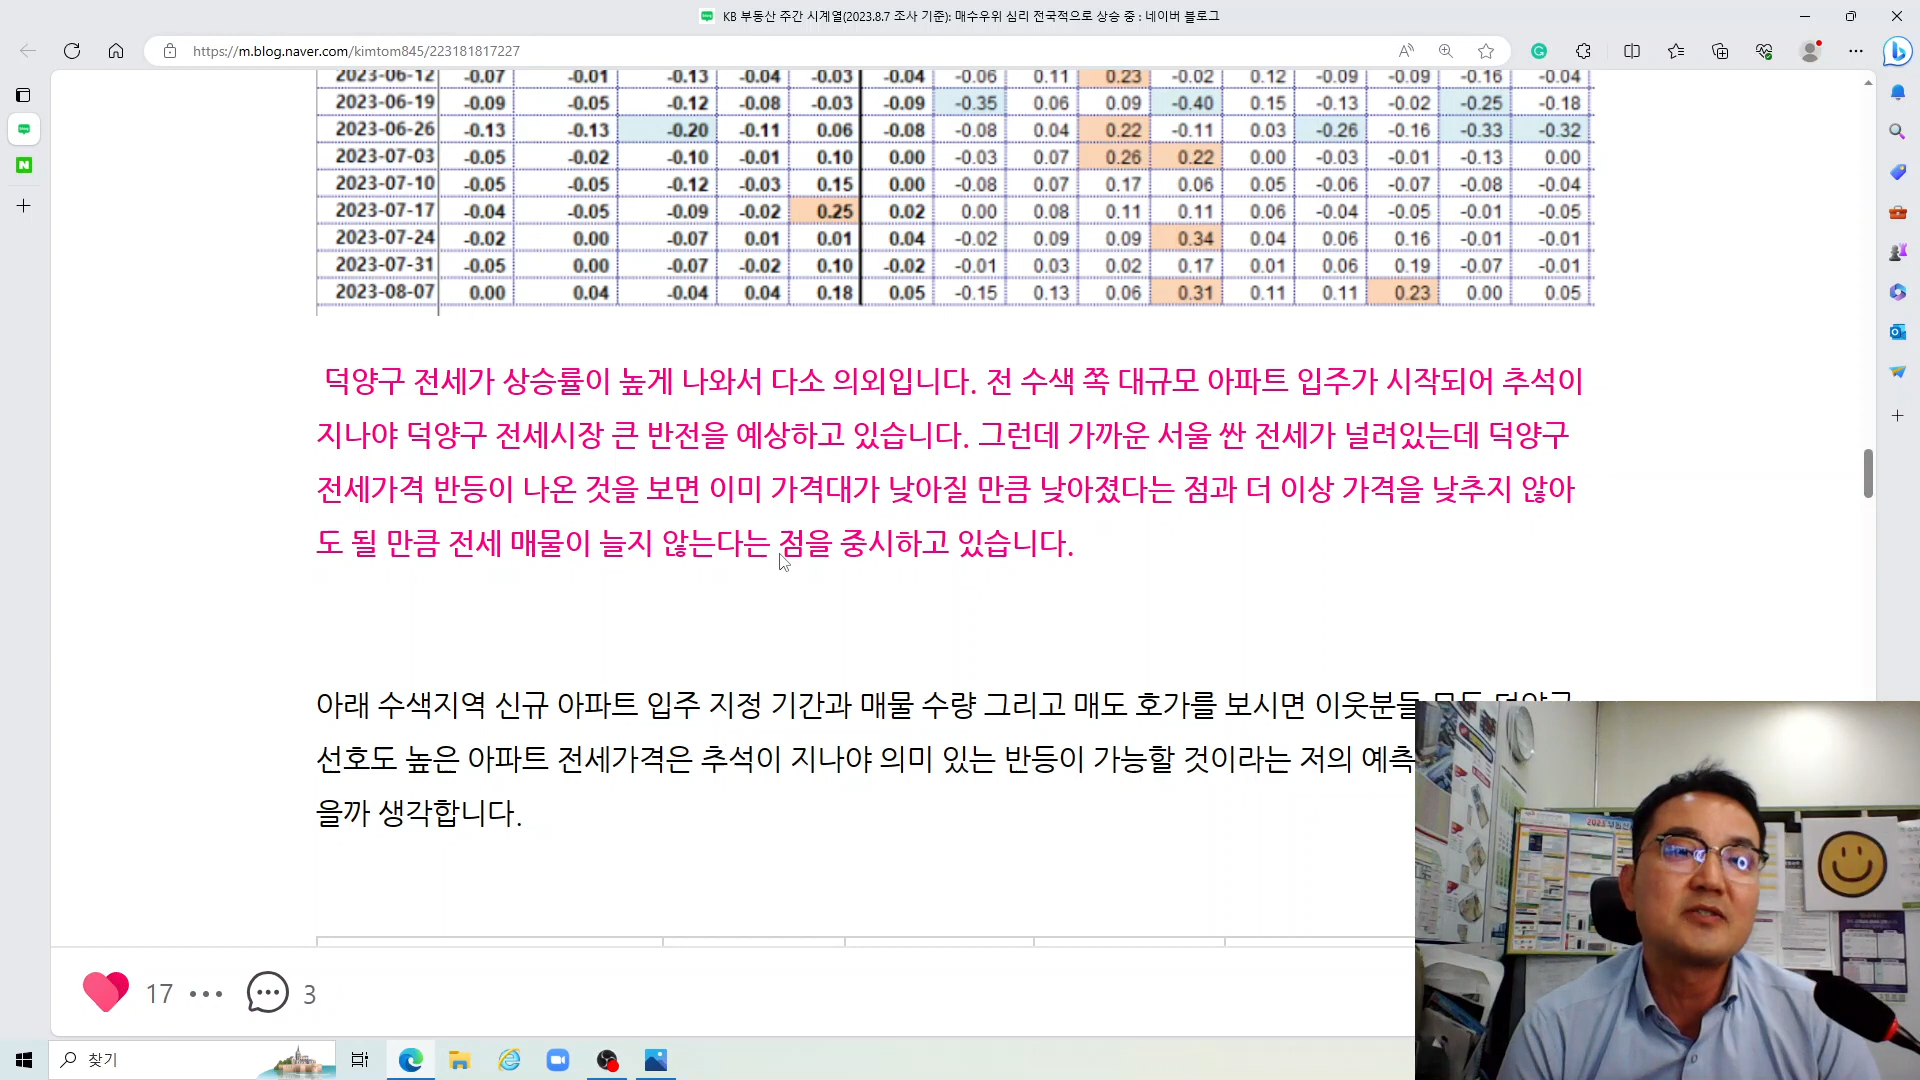 KB 부동산 주간 시계열(2023.8.7 조사 기준): 매수우위 심리 전국적으로 상승 중 : 네이버 블로그
https://m.blog.naver.com/kimtom845/223181817227
2023-06-12 -0.07 -0.01 -0.13 -0.04 -0.03 -0.04 -0.06 0.11 0.23 -0.02 0.12 -0.09 -0.09 -0.16 -0.04
2023-06-19 -0.09 -0.05 -0.12 -0.08 -0.03 -0.09 -0.35 0.06 0.09 -0.40 0.15 -0.13 -0.02 -0.25 -0.18
2023-06-26 -0.13 -0.13 -0.20 -0.11 0.06 -0.08 -0.08 0.04 0.22 -0.11 0.03 -0.26 -0.16 -0.33 -0.32
2023-07-03 -0.05 -0.02 -0.10 -0.01 0.10 0.00 -0.03 0.07 0.26 0.22 0.00 -0.03 -0.01 -0.13 0.00
2023-07-10 -0.05 -0.05 -0.12 -0.03 0.15 0.00 -0.08 0.07 0.17 0.06 0.05 -0.06 -0.07 -0.08 -0.04
2023-07-17 -0.04 -0.05 -0.09 -0.02 0.25 0.02 0.00 0.08 0.11 0.11 0.06 -0.04 -0.05 -0.01 -0.05
2023-07-24 -0.02 0.00 -0.07 0.01 0.01 0.04 -0.02 0.09 0.09 0.34 0.04 0.06 0.16 -0.01 -0.01
2023-07-31 -0.05 0.00 -0.07 -0.02 0.10 -0.02 -0.01 0.03 0.02 0.17 0.01 0.06 0.19 -0.07 -0.01
2023-08-07 0.00 0.04 -0.04 0.04 0.18 0.05 -0.15 0.13 0.06 0.31 0.11 0.11 0.23 0.00 0.05
덕양구 전세가 상승률이 높게 나와서 다소 의외입니다. 전 수색 쪽 대규모 아파트 입주가 시작되어 추석이
지나야 덕양구 전세시장 큰 반전을 예상하고 있습니다. 그런데 가까운 서울 싼 전세가 널려있는데 덕양구
전세가격 반등이 나온 것을 보면 이미 가격대가 낮아질 만큼 낮아졌다는 점과 더 이상 가격을 낮추지 않아
도 될 만큼 전세 매물이 늘지 않는다는 점을 중시하고 있습니다.
아래 수색지역 신규 아파트 입주 지정 기간과 매물 수량 그리고 매도 호가를 보시면 이웃분들
선호도 높은 아파트 전세가격은 추석이 지나야 의미 있는 반등이 가능할 것이라는 저의 예측
을까 생각합니다.
17 3
찾기